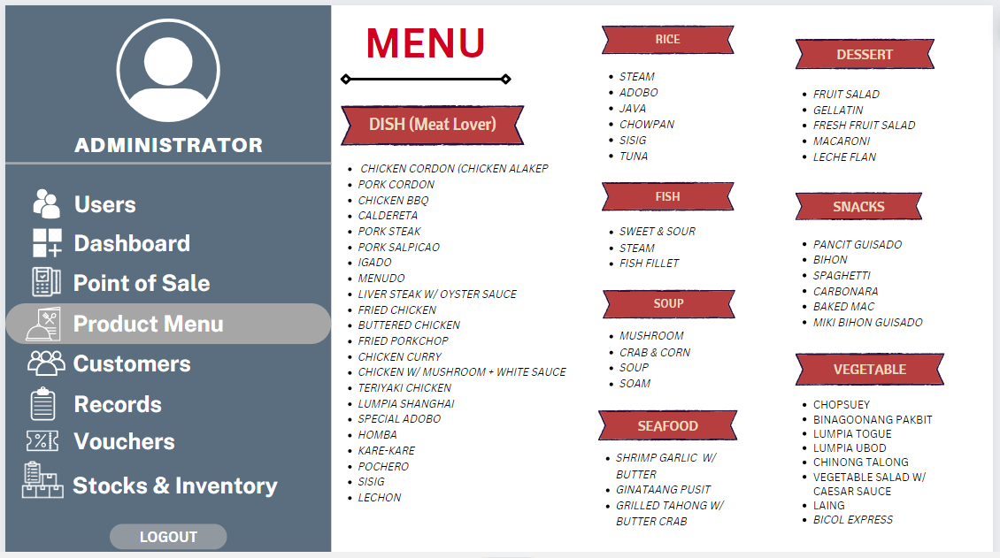 ADMINISTRATOR
Users
Dashboard
Point of Sale
Product Menu
Customers
Records
Vouchers
Stocks & Inventory
LOGOUT
MENU
DISH (Meat Lover)
CHICKEN CORDON (CHICKEN ALAKEP
PORK CORDON
CHICKEN BBQ
CALDERETA
PORK STEAK
PORK SALPICAO
IGADO
MENUDO
LIVER STEAK W/ OYSTER SAUCE
FRIED CHICKEN
BUTTERED CHICKEN
FRIED PORKCHOP
CHICKEN CURRY
CHICKEN W/ MUSHROOM + WHITE SAUCE
TERIYAKI CHICKEN
LUMPIA SHANGHAI
SPECIAL ADOBO
HOMBA
KARE-KARE
POCHERO
SISIG
LECHON
RICE
STEAM
ADOBO
JAVA
CHOWPAN
SISIG
TUNA
FISH
SWEET & SOUR
STEAM
FISH FILLET
SOUP
MUSHROOM
CRAB & CORN
SOUP
SOAM
SEAFOOD
SHRIMP GARLIC W/
BUTTER
GINATAANG PUSIT
GRILLED TAHONG W/
BUTTER CRAB
DESSERT
FRUIT SALAD
GELLATIN
FRESH FRUIT SALAD
MACARONI
LECHE FLAN
SNACKS
PANCIT GUISADO
BIHON
SPAGHETTI
CARBONARA
BAKED MAC
MIKI BIHON GUISADO
VEGETABLE
CHOPSUEY
BINAGOONANG PAKBIT
LUMPIA TOGUE
LUMPIA UBOD
CHINONG TALONG
VEGETABLE SALAD W/
CAESAR SAUCE
LAING
BICOL EXPRESS